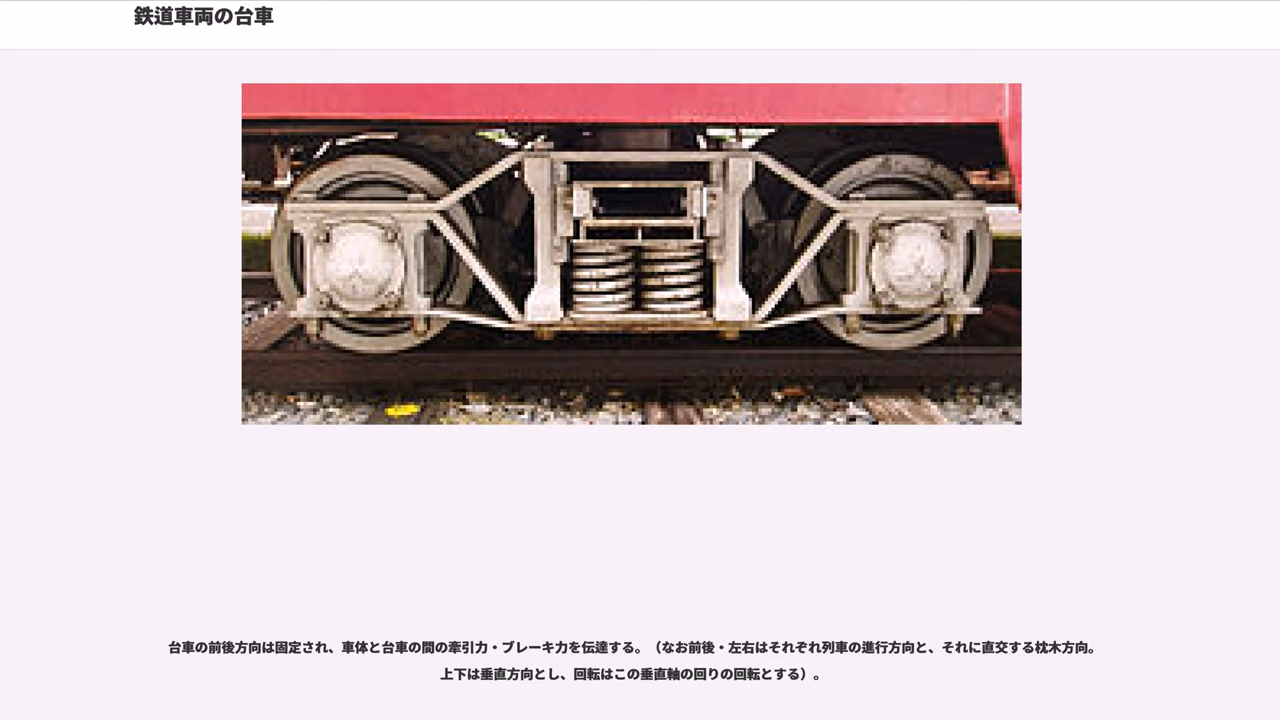 鉄道車両の台車
台車の前後方向は固定され、車体と台車の間の牽引力・ブレーキ力を伝達する。（なお前後・左右はそれぞれ列車の進行方向と、それに直交する枕木方向。
上下は垂直方向とし、回転はこの垂直軸の回りの回転とする）。